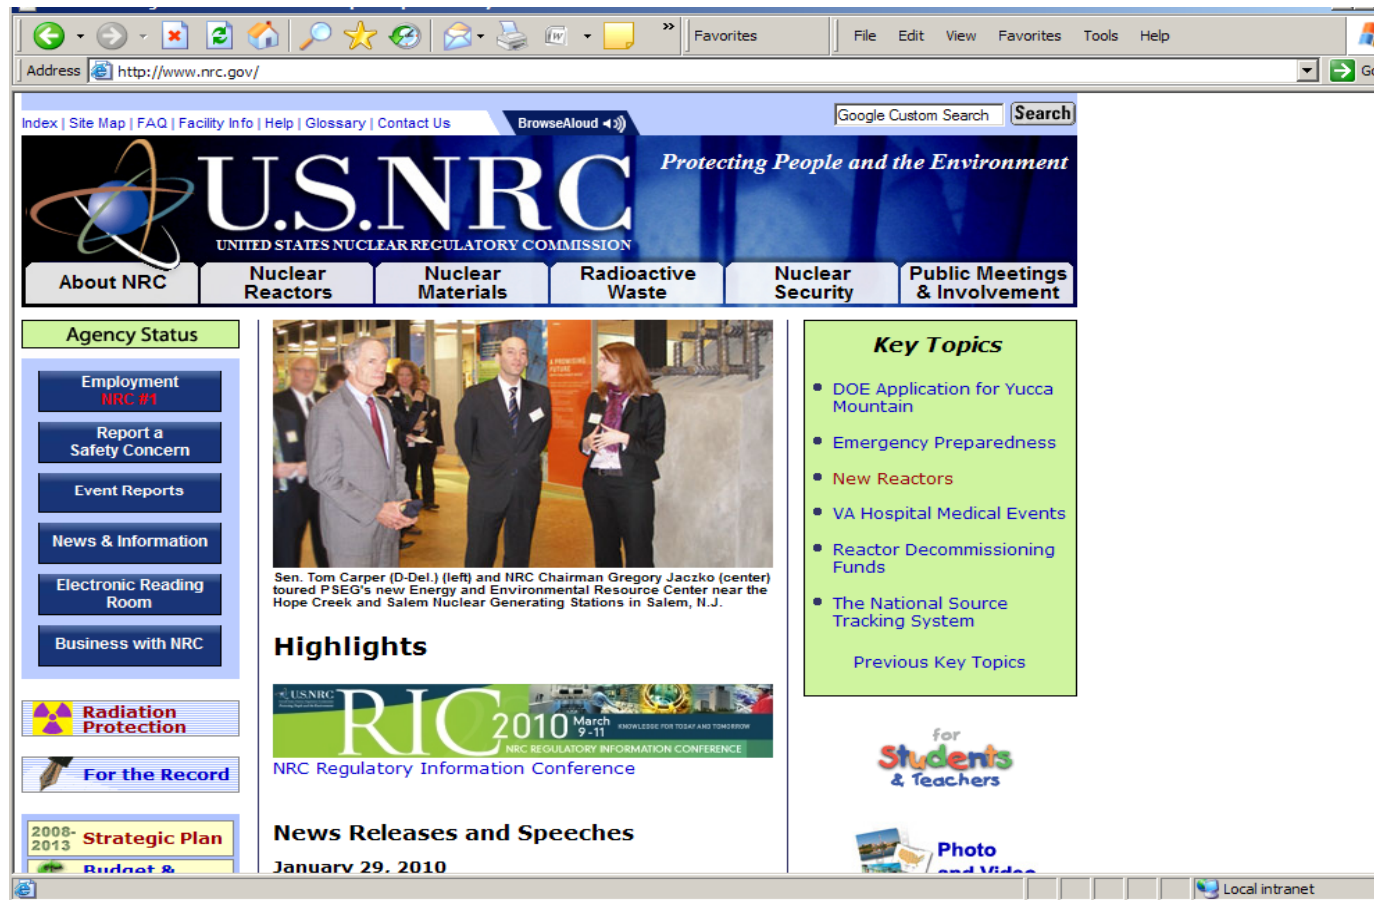 Favorites
File Edit View Favorites Tools Help
Address http://www.nrc.gov/
Index | Site Map | FAQ | Facility Info | Help | Glossary | Contact Us
BrowseAloud
Google Custom Search Search
Protecting People and the Environment
U.S.NRC
UNITED STATES NUCLEAR REGULATORY COMMISSION
About NRC
Nuclear
Reactors
Nuclear
Materials
Radioactive
Waste
Nuclear
Security
Public Meetings
& Involvement
Agency Status
Employment
NRC #1
Report a
Safety Concern
Event Reports
News & Information
Electronic Reading
Room
Business with NRC
Radiation
Protection
For the Record
2008-
2013
Strategic Plan
Budget &
A PROMISING
FUTURE
Sen. Tom Carper (D-Del.) (left) and NRC Chairman Gregory Jaczko (center)
toured PSEG's new Energy and Environmental Resource Center near the
Hope Creek and Salem Nuclear Generating Stations in Salem, N.J.
Highlights
U.S.NRC
RIC
2010 March
9-11
KNOWLEDGE FOR TODAY AND TOMORROW
NRC REGULATORY INFORMATION CONFERENCE
NRC Regulatory Information Conference
News Releases and Speeches
January 29, 2010
Key Topics
DOE Application for Yucca
Mountain
Emergency Preparedness
New Reactors
VA Hospital Medical Events
Reactor Decommissioning
Funds
The National Source
Tracking System
Previous Key Topics
for
Students
& Teachers
Photo
and Video
Local intranet